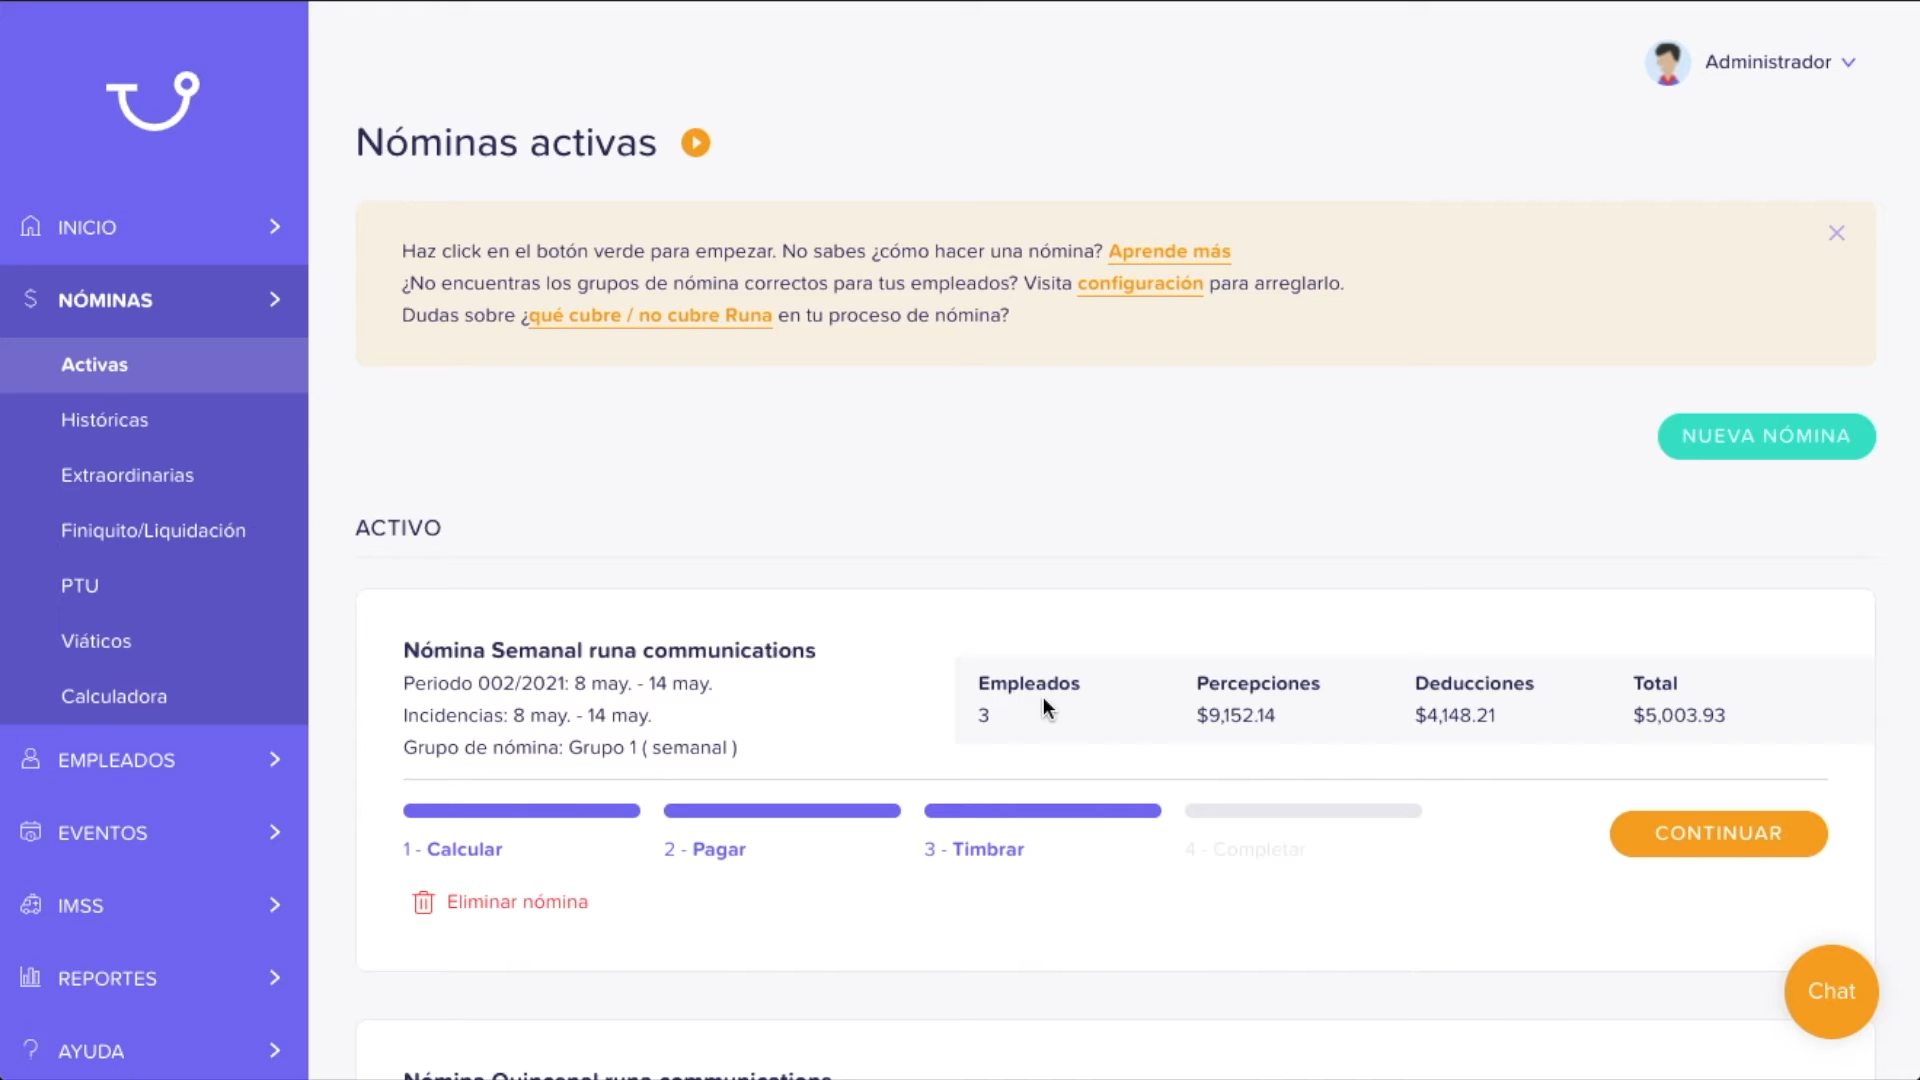 Administrador
Nóminas activas
INICIO
NÓMINAS
Activas
Históricas
Extraordinarias
Finiquito/Liquidación
PTU
Viáticos
Calculadora
EMPLEADOS
EVENTOS
IMSS
REPORTES
AYUDA
Haz click en el botón verde para empezar. No sabes ¿cómo hacer una nómina? Aprende más
¿No encuentras los grupos de nómina correctos para tus empleados? Visita configuración para arreglarlo.
Dudas sobre ¿qué cubre / no cubre Runa en tu proceso de nómina?
NUEVA NÓMINA
ACTIVO
Nómina Semanal runa communications
Periodo 002/2021: 8 may. - 14 may.
Incidencias: 8 may. - 14 may.
Grupo de nómina: Grupo 1 ( semanal )
Empleados Percepciones Deducciones Total
3 $9,152.14 $4,148.21 $5,003.93
1 - Calcular 2 - Pagar 3 - Timbrar 4 - Completar
CONTINUAR
Eliminar nómina
Chat
Nómina Quincenal runa communications